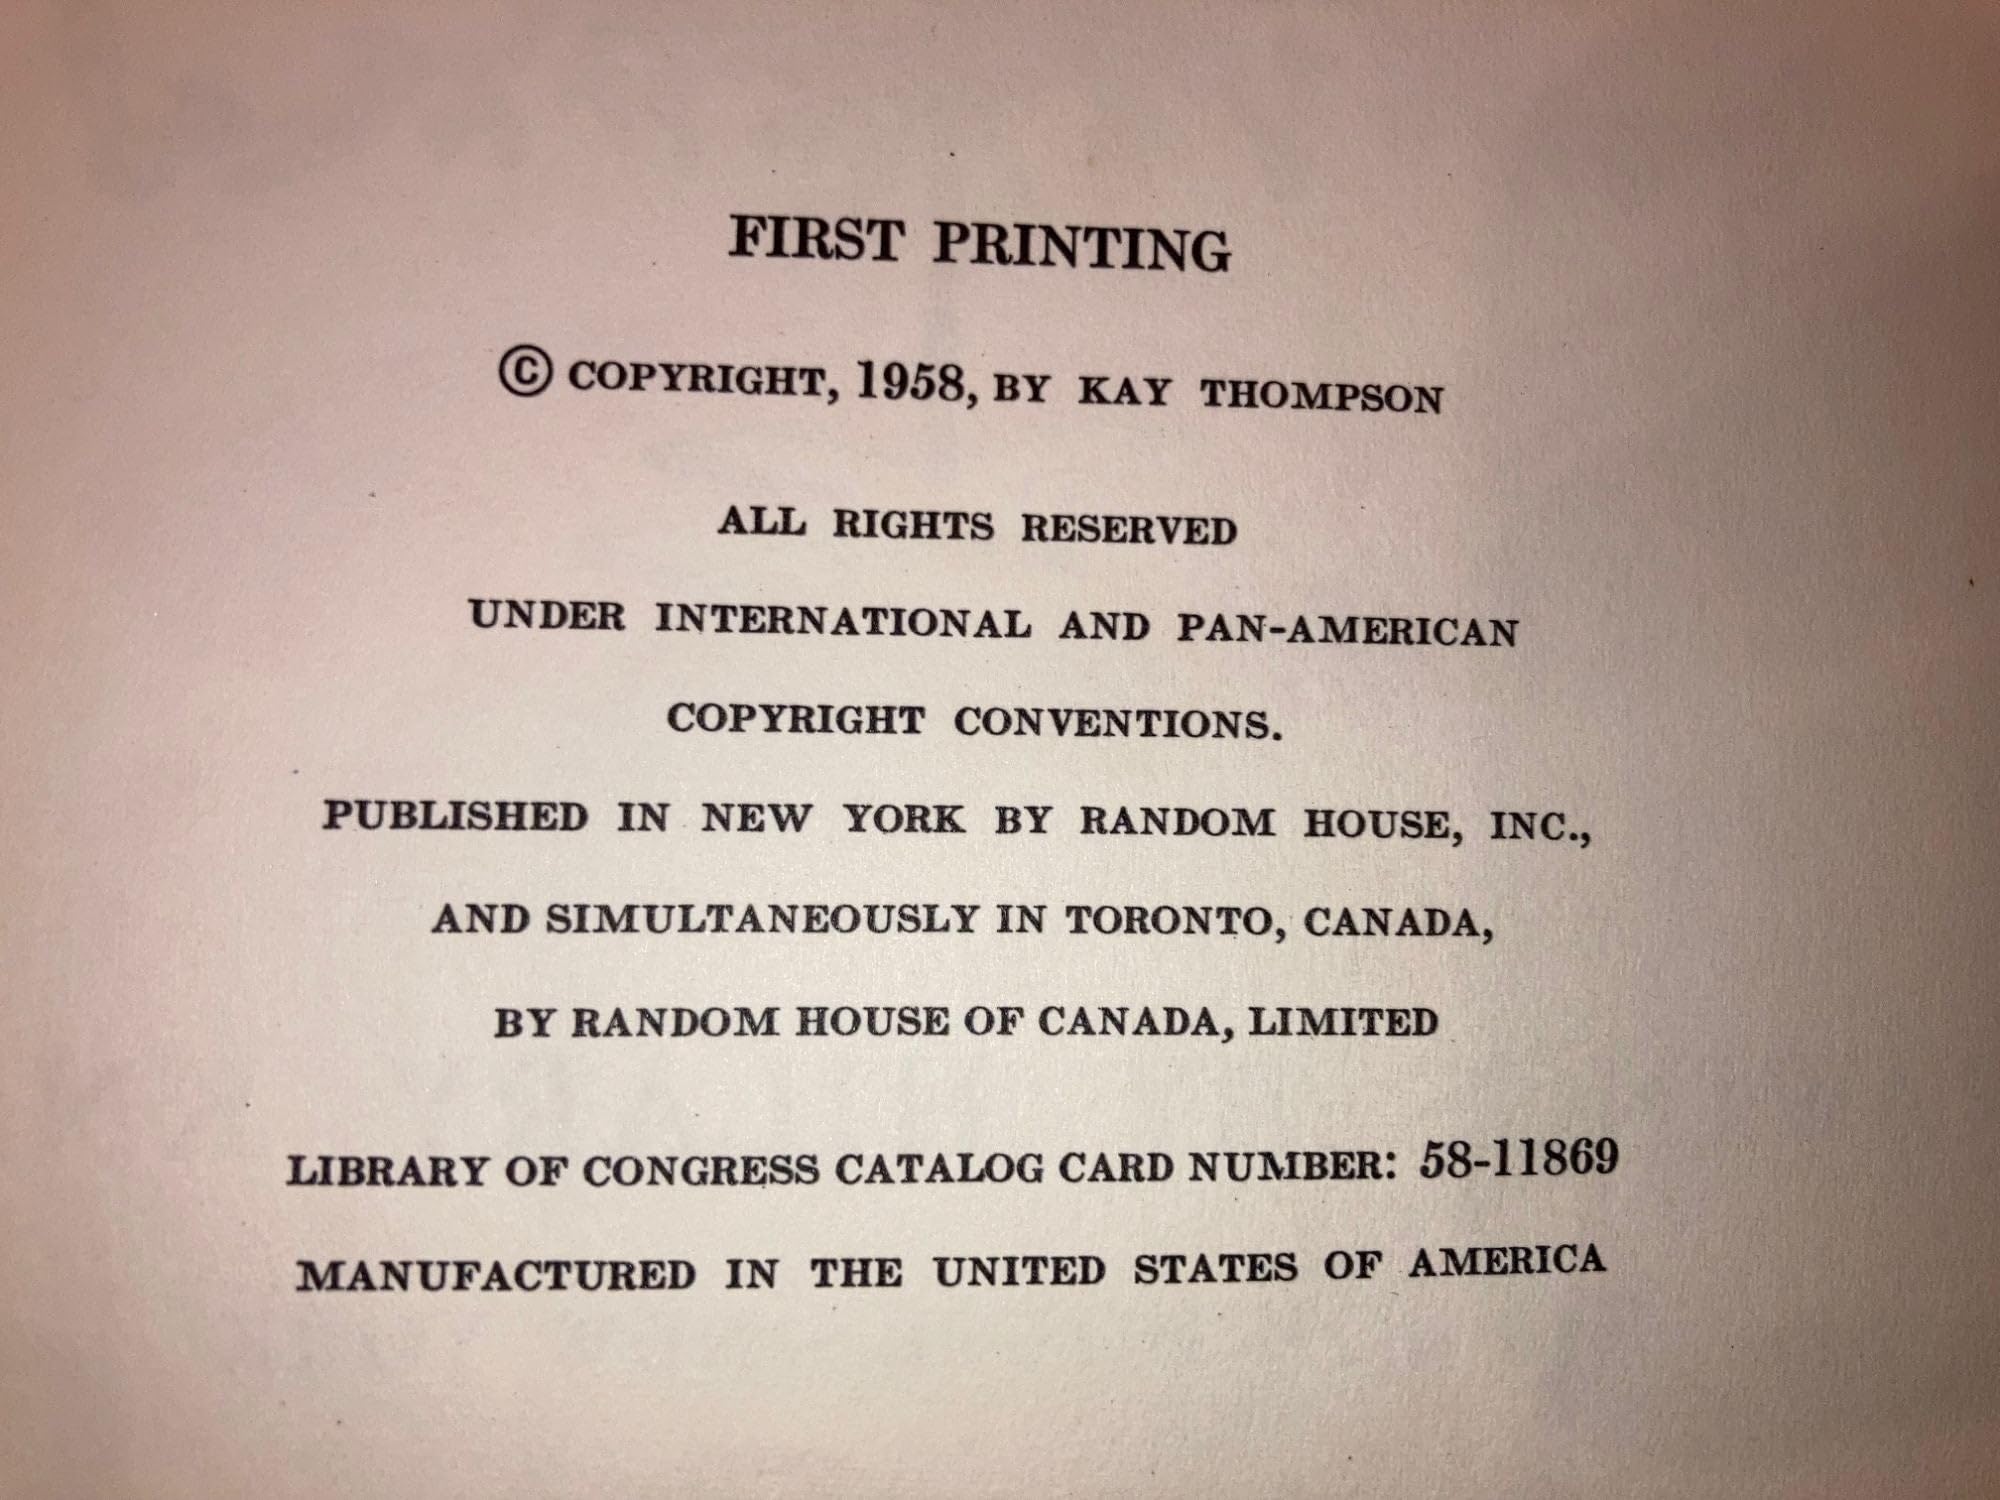 FIRST PRINTING
© COPYRIGHT, 1958, BY KAY THOMPSON
ALL RIGHTS RESERVED
UNDER INTERNATIONAL AND PAN-AMERICAN
COPYRIGHT CONVENTIONS.
PUBLISHED IN NEW YORK BY RANDOM HOUSE, INC.,
AND SIMULTANEOUSLY IN TORONTO, CANADA,
BY RANDOM HOUSE OF CANADA, LIMITED
LIBRARY OF CONGRESS CATALOG CARD NUMBER: 58-11869
MANUFACTURED IN THE UNITED STATES OF AMERICA